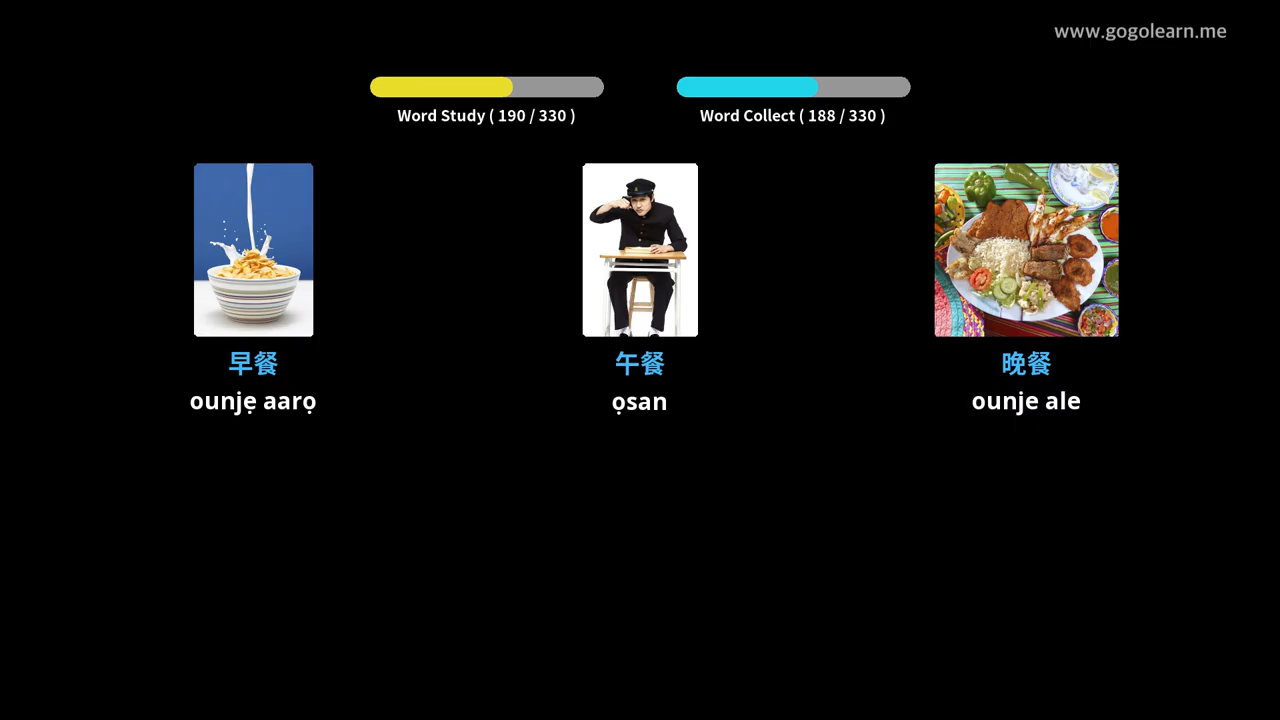 www.gogolearn.me
Word Study ( 190 / 330 )
Word Collect ( 188 / 330 )
早餐
午餐
晚餐
ounjẹ aarọ
ọsan
ounje ale